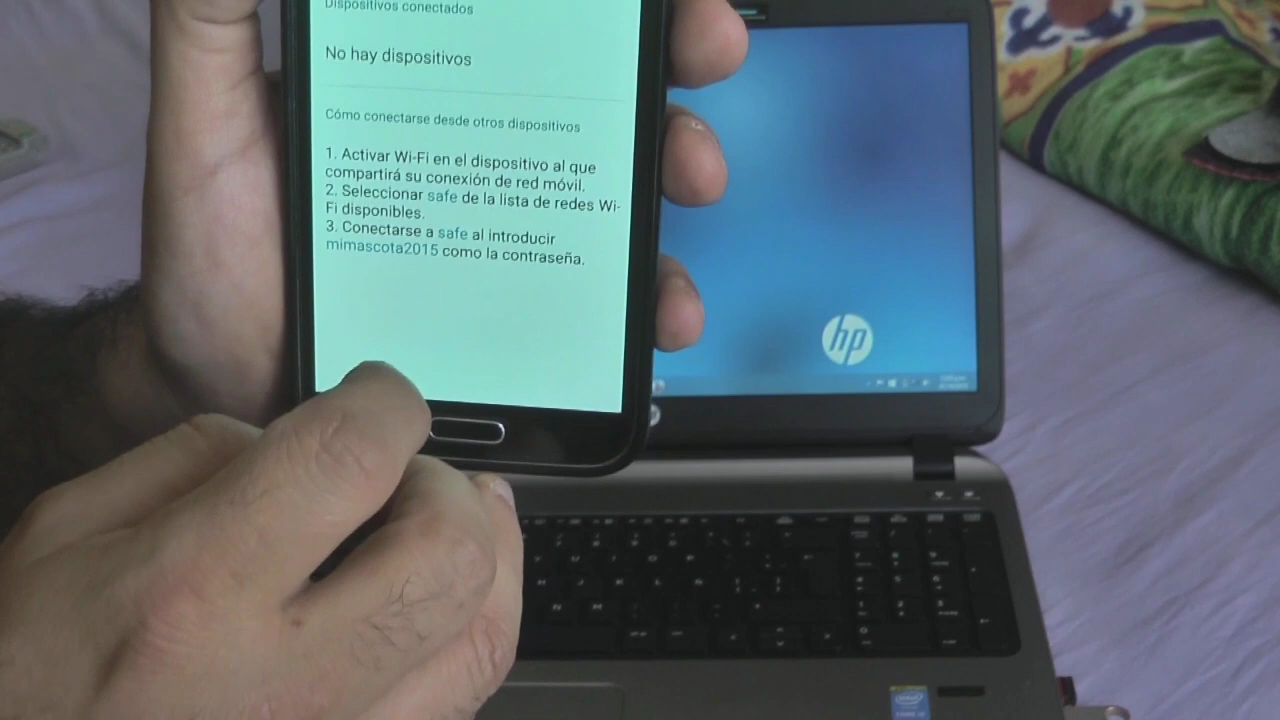 Dispositivos conectados
No hay dispositivos
Cómo conectarse desde otros dispositivos
1. Activar Wi-Fi en el dispositivo al que
compartirá su conexión de red móvil.
2. Seleccionar safe de la lista de redes Wi-
Fi disponibles.
3. Conectarse a safe al introducir
mimascota2015 como la contraseña.
hp